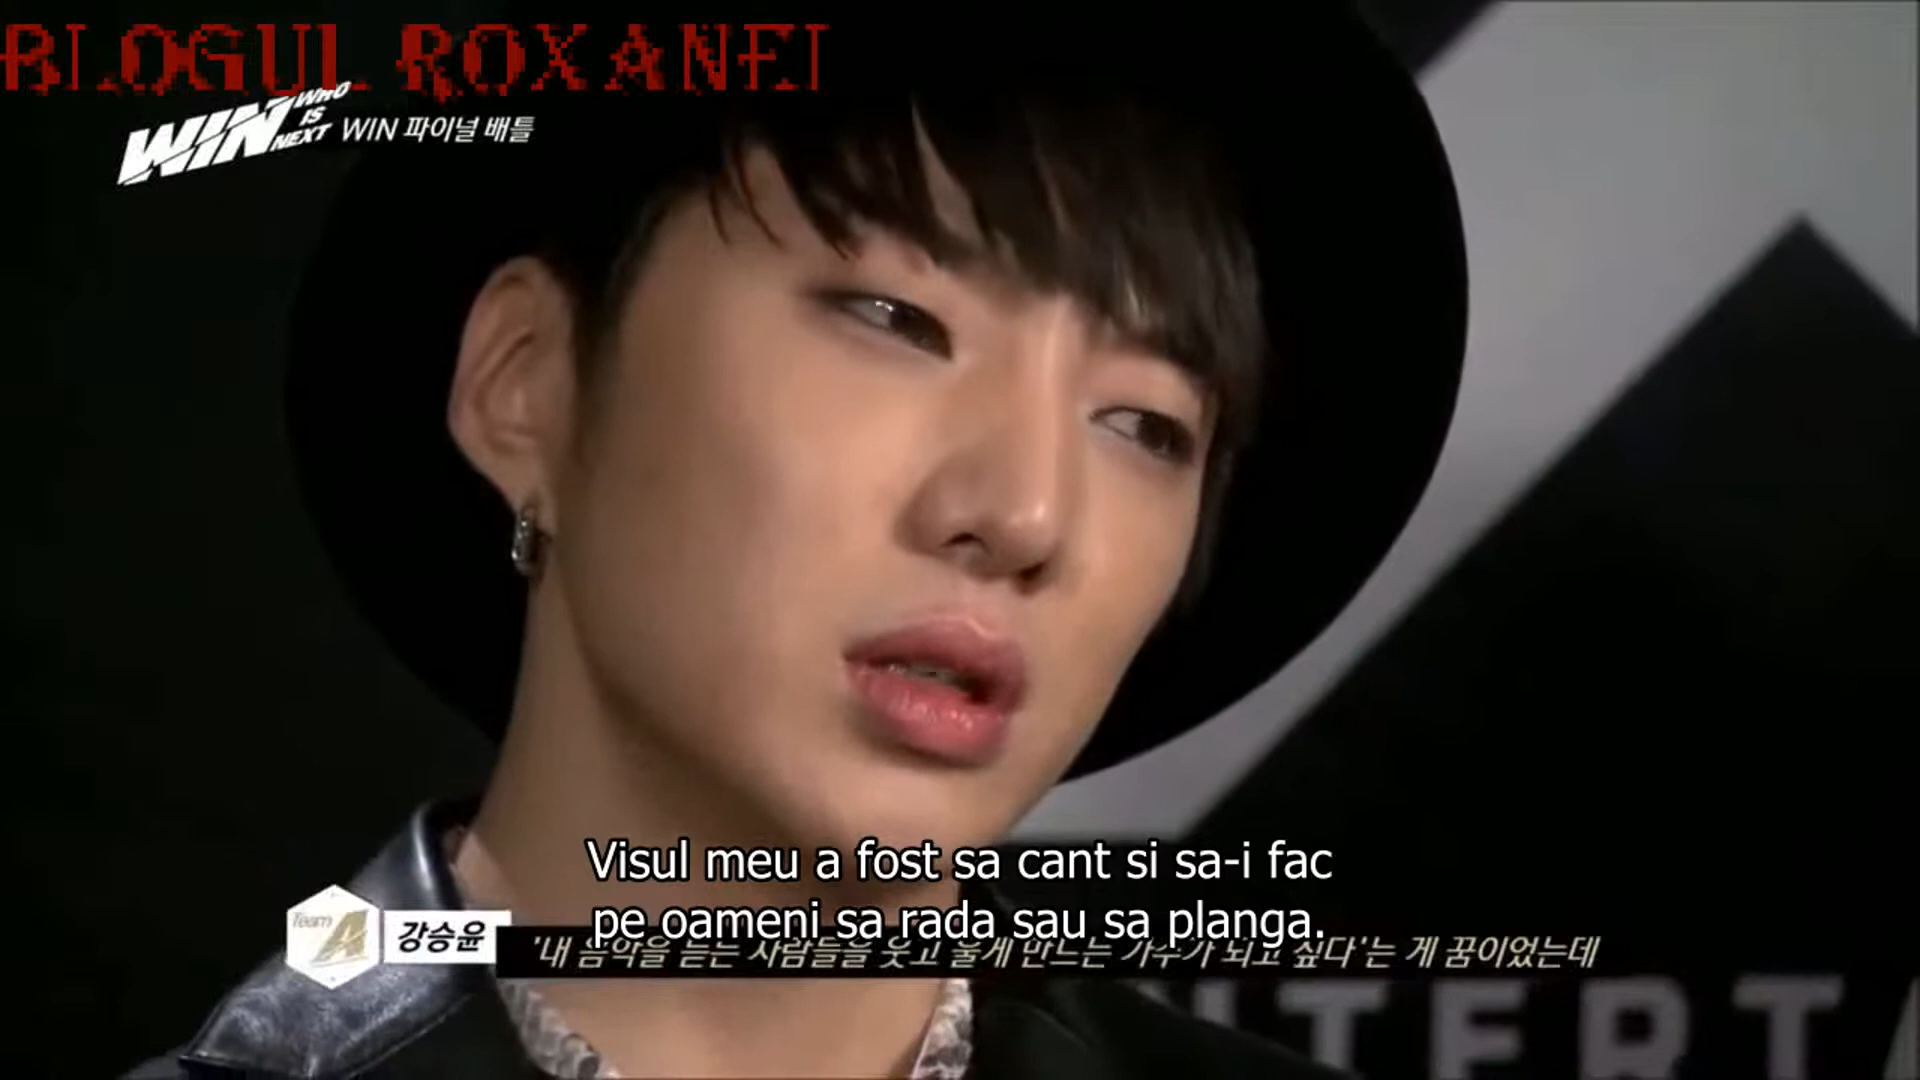 BLOGUL ROXANEI
WIN WHO IS NEXT WIN 파이널 배틀
Visul meu a fost sa cant si sa-i fac
pe oameni sa rada sau sa planga.
Team A 강승윤
'내 음악을 듣는 사람들을 웃고 울게 만드는 가수가 되고 싶다'는 게 꿈이었는데
NTERTA